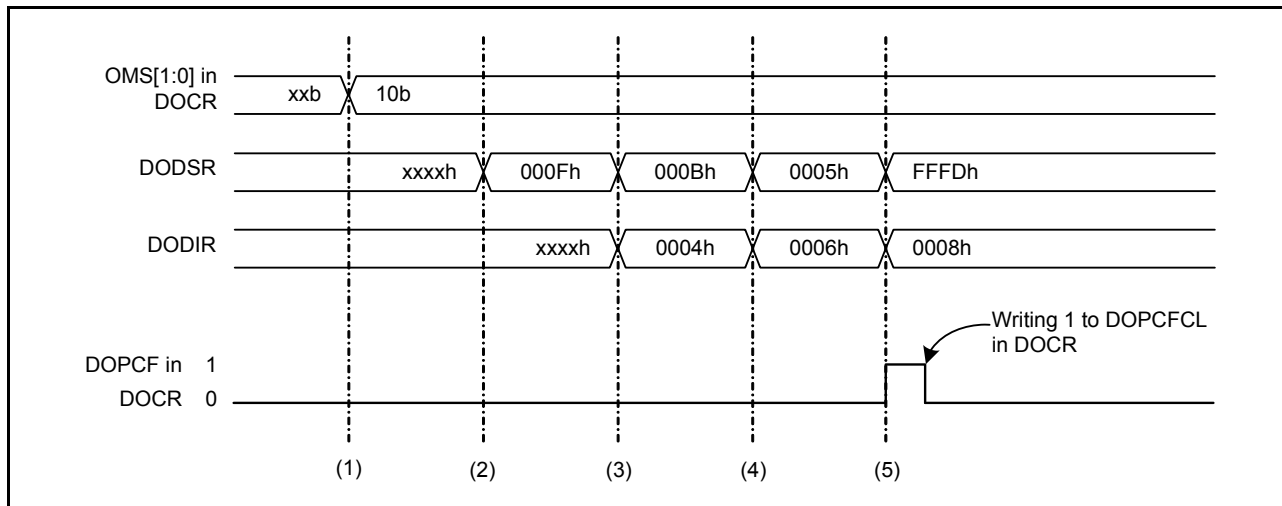 OMS[1:0] in
DOCR
xxb
10b
DODSR
xxxxh
000Fh
000Bh
0005h
FFFDh
DODIR
xxxxh
0004h
0006h
0008h
Writing 1 to DOPCFCL
in DOCR
DOPCF in 1
DOCR 0
(1) (2) (3) (4) (5)